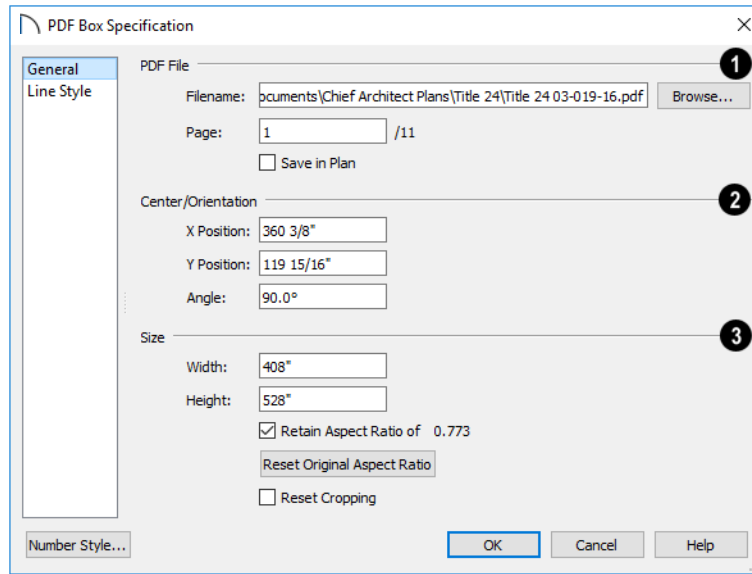 PDF Box Specification
General
Line Style
PDF File
1
Filename: ocuments\Chief Architect Plans\Title 24\Title 24 03-019-16.pdf Browse...
Page: 1 /11
Save in Plan
Center/Orientation
2
X Position: 360 3/8"
Y Position: 119 15/16"
Angle: 90.0°
Size
3
Width: 408"
Height: 528"
Retain Aspect Ratio of 0.773
Reset Original Aspect Ratio
Reset Cropping
Number Style... OK Cancel Help